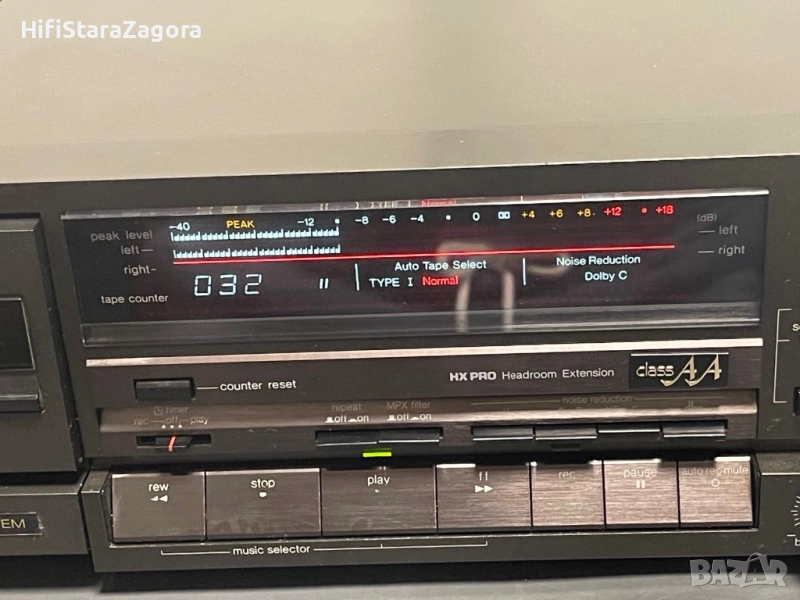 HifiStaraZagora
-40 PEAK -12 • -8 -6 -4 • 0 +4 +6 +8 • +12 • +18 (dB)
peak level
left— — left
right- — right
Auto Tape Select
Noise Reduction
tape counter 032 II TYPE I Normal Dolby C
counter reset
HX PRO Headroom Extension class AA
timer
rec off play
repeat
off on
MPX filter
off on
noise reduction
rew stop play ff rec pause auto rec mute
music selector
EM
BAZAR